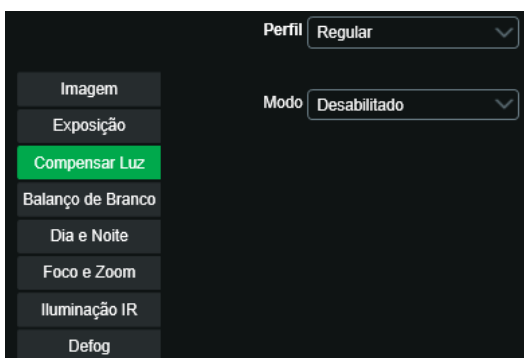 Perfil Regular
Imagem
Modo Desabilitado
Exposição
Compensar Luz
Balanço de Branco
Dia e Noite
Foco e Zoom
Iluminação IR
Defog